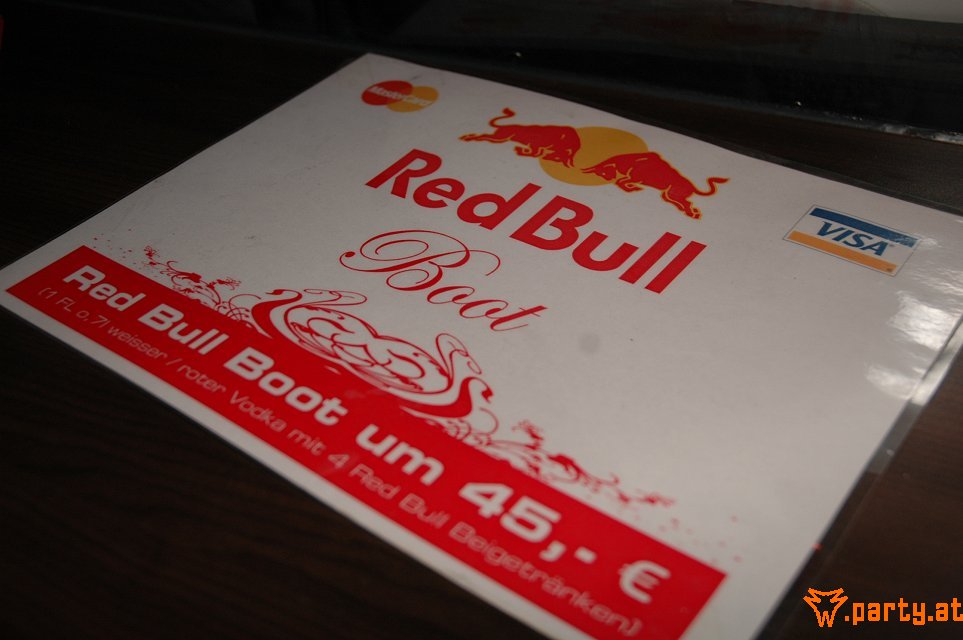 MasterCard
Red Bull
VISA
Boot
Red Bull Boot um 45,- €
(1 FL 0,7l weisser / roter Vodka mit 4 Red Bull Beigetränken)
W.party.at